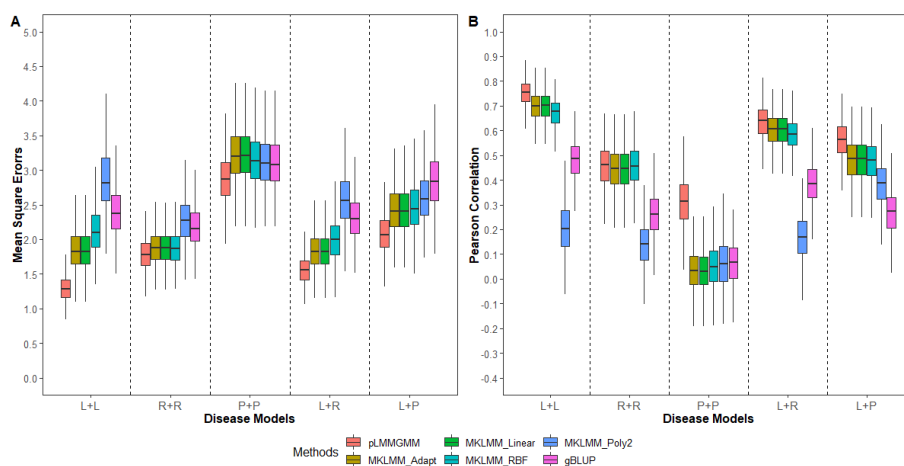 A
Mean Square Erorrs
5.0
4.5
4.0
3.5
3.0
2.5
2.0
1.5
1.0
0.5
0.0
L+L R+R P+P L+R L+P
Disease Models
B
Pearson Correlation
1.0
0.9
0.8
0.7
0.6
0.5
0.4
0.3
0.2
0.1
0.0
-0.1
-0.2
-0.3
-0.4
L+L R+R P+P L+R L+P
Disease Models
Methods
pLMMGMM MKLMM_Linear MKLMM_Poly2
MKLMM_Adapt MKLMM_RBF gBLUP